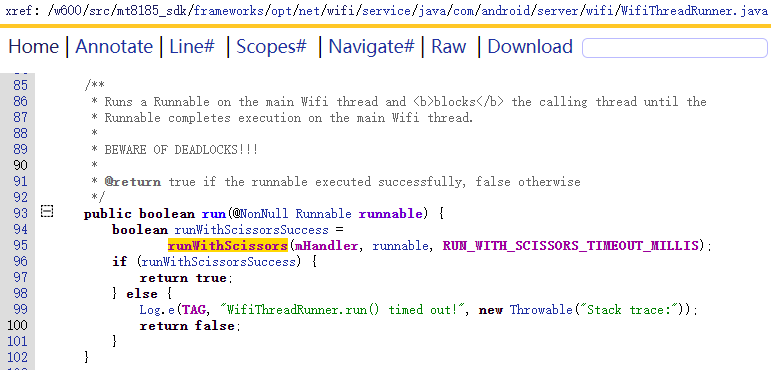 xref: /w600/src/mt8185_sdk/frameworks/opt/net/wifi/service/java/com/android/server/wifi/WifiThreadRunner.java
Home | Annotate | Line# | Scopes# | Navigate# | Raw | Download
85 /**
86 * Runs a Runnable on the main Wifi thread and <b>blocks</b> the calling thread until the
87 * Runnable completes execution on the main Wifi thread.
88 *
89 * BEWARE OF DEADLOCKS!!!
90 *
91 * @return true if the runnable executed successfully, false otherwise
92 */
93 public boolean run(@NonNull Runnable runnable) {
94 boolean runWithScissorsSuccess =
95 runWithScissors(mHandler, runnable, RUN_WITH_SCISSORS_TIMEOUT_MILLIS);
96 if (runWithScissorsSuccess) {
97 return true;
98 } else {
99 Log.e(TAG, "WifiThreadRunner.run() timed out!", new Throwable("Stack trace:"));
100 return false;
101 }
102 }